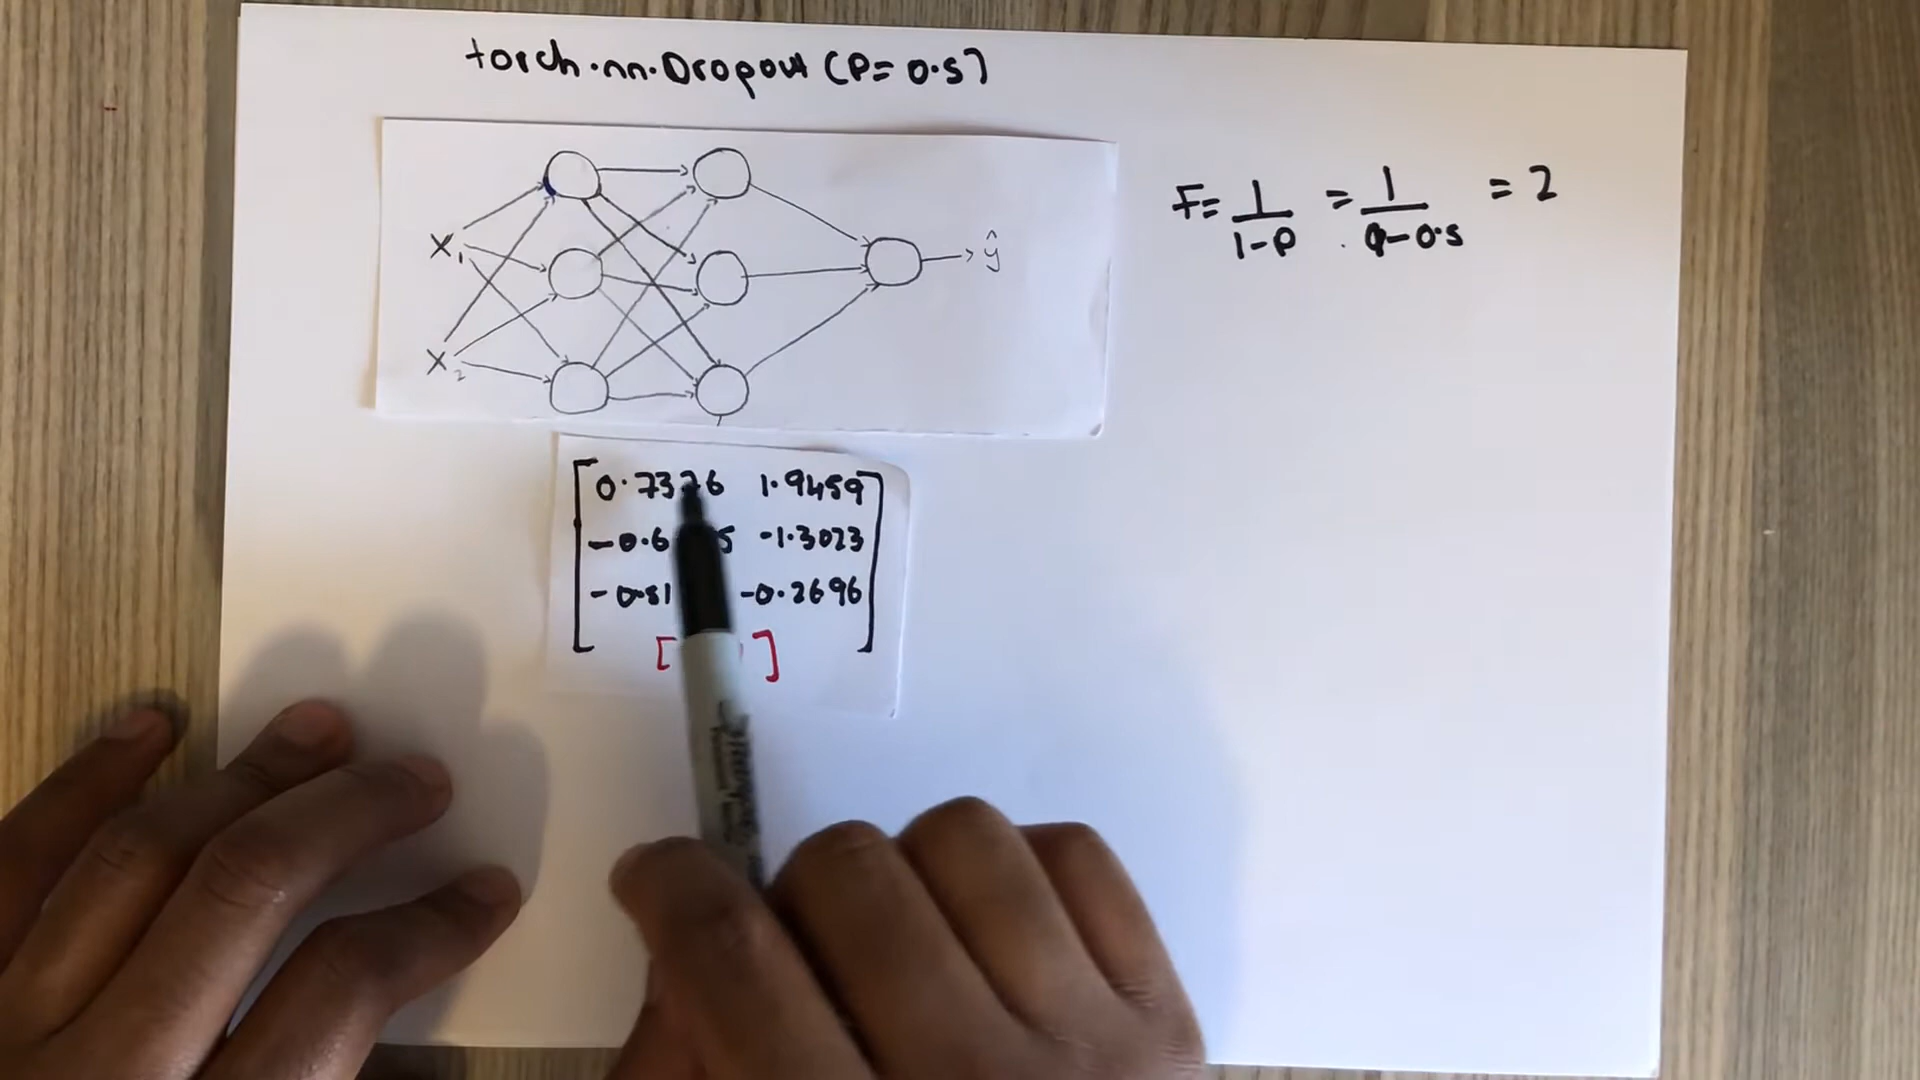 torch.nn.Dropout (P= 0.5)
F= 1/1-P = 1/1-0.5 = 2
X₁
X₂
ŷ
1.9459
-1.3023
-0.2696
[ ]